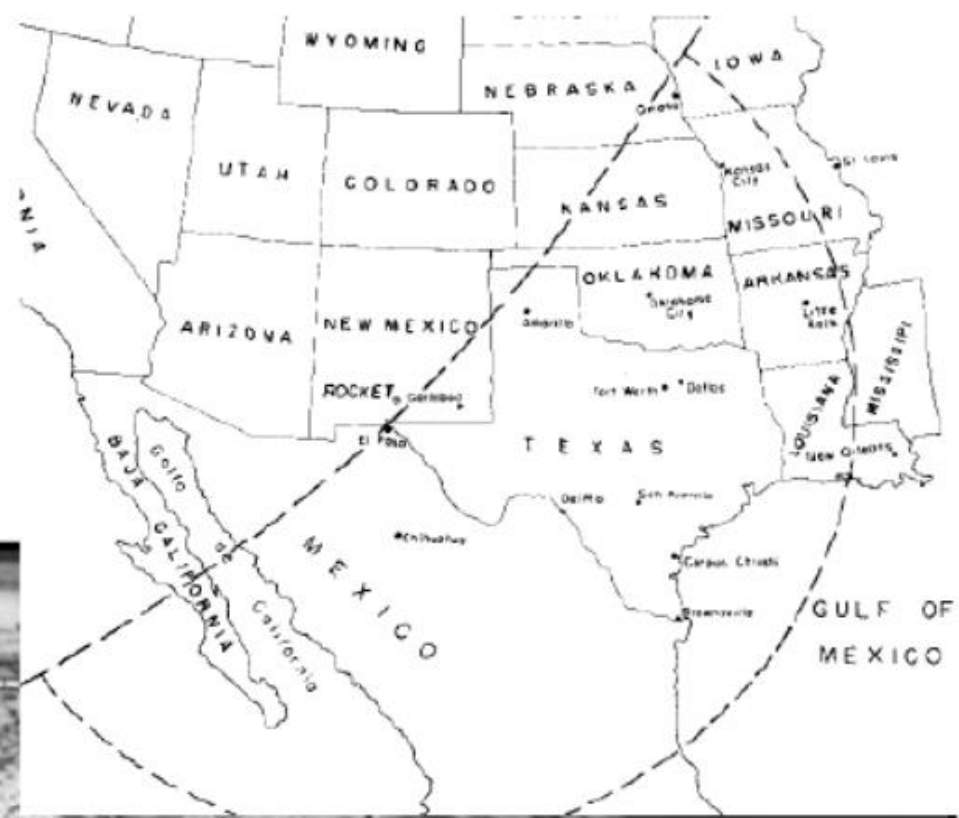 WYOMING
IOWA
NEBRASKA
NEVADA
Omaha
UTAH
COLORADO
Kansas City
St Louis
KANSAS
MISSOURI
NIA
OKLAHOMA
ARKANSAS
Oklahoma City
Little Rock
Amarillo
ARIZONA
NEW MEXICO
MISSISSIPI
ROCKET
Carlsbad
Fort Worth
Dallas
LOUISIANA
El Paso
TEXAS
New Orleans
BAJA CALIFORNIA
Golfo de California
Del Rio
San Antonio
Chihuahua
MEXICO
Corpus Christi
Brownsville
GULF OF
MEXICO